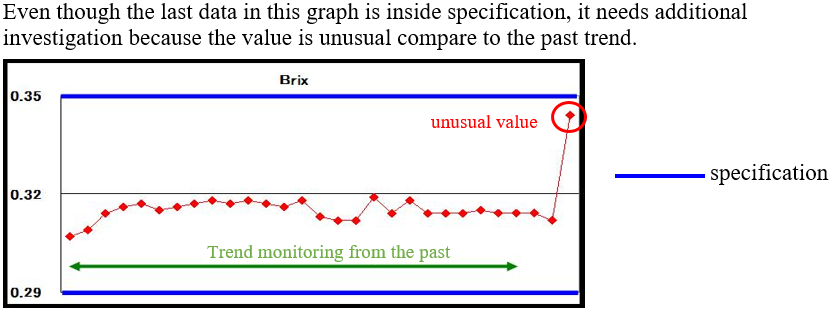 Even though the last data in this graph is inside specification, it needs additional
investigation because the value is unusual compare to the past trend.
Brix
0.35
unusual value
specification
0.32
Trend monitoring from the past
0.29